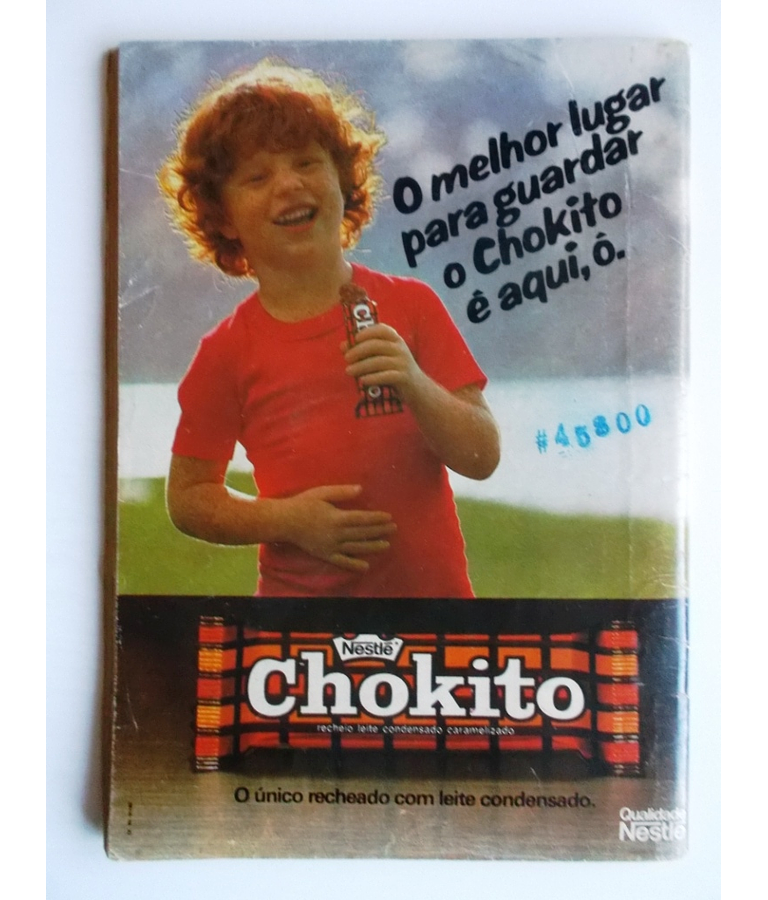 O melhor lugar
para guardar
o Chokito
é aqui, ô.
CH
O
#45800
Nestlé
Chokito
recheio leite condensado caramelizado
O único recheado com leite condensado.
Qualidade
Nestlé